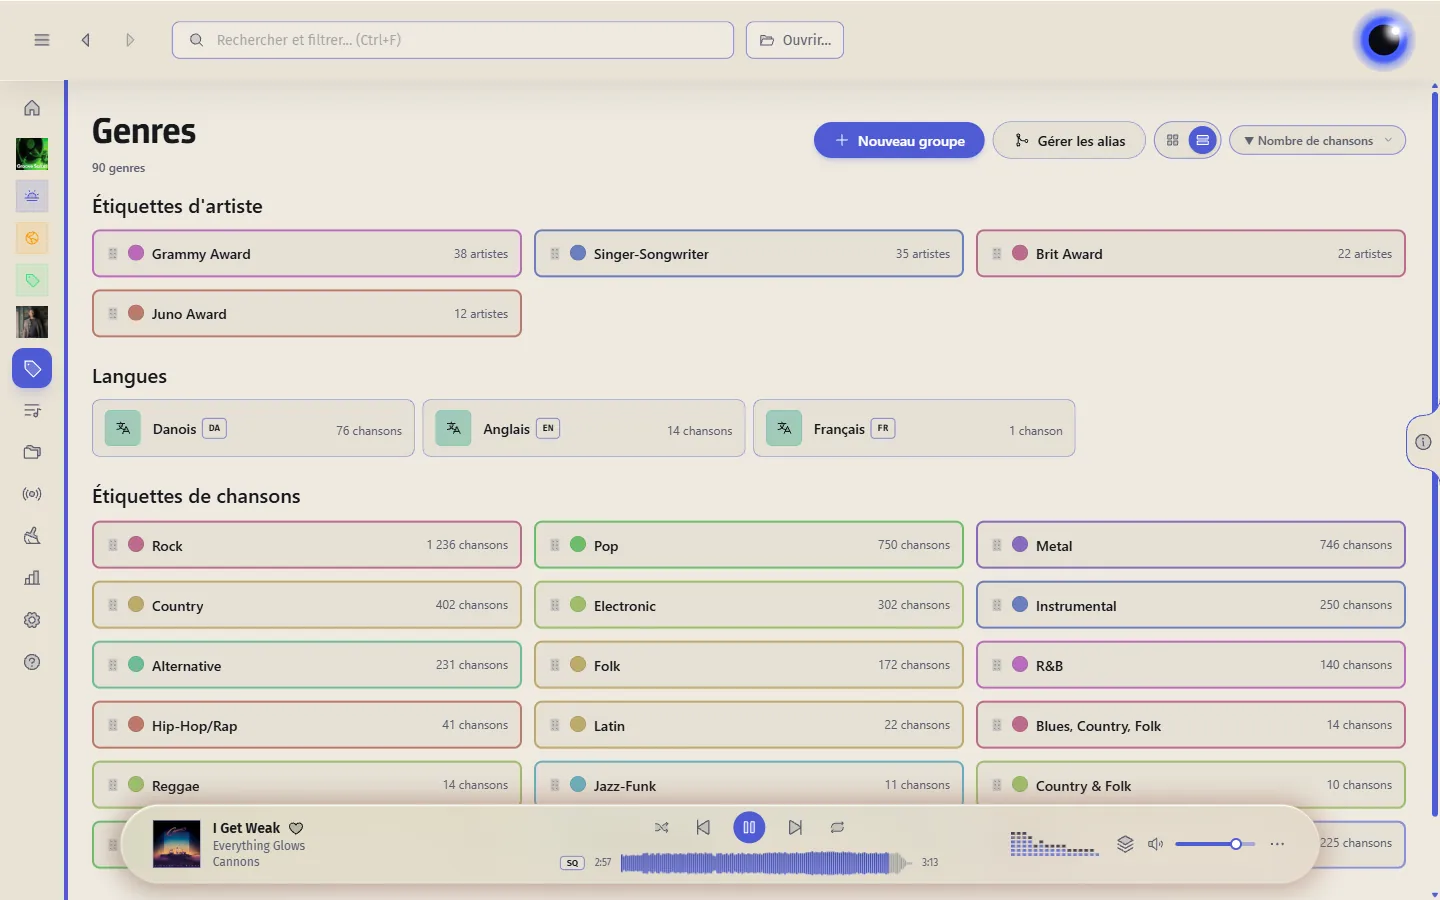 Rechercher et filtrer... (Ctrl+F)
Ouvrir...
Genres
90 genres
Nouveau groupe
Gérer les alias
▼ Nombre de chansons
Étiquettes d'artiste
Grammy Award 38 artistes
Singer-Songwriter 35 artistes
Brit Award 22 artistes
Juno Award 12 artistes
Langues
Danois DA 76 chansons
Anglais EN 14 chansons
Français FR 1 chanson
Étiquettes de chansons
Rock 1 236 chansons
Pop 750 chansons
Metal 746 chansons
Country 402 chansons
Electronic 302 chansons
Instrumental 250 chansons
Alternative 231 chansons
Folk 172 chansons
R&B 140 chansons
Hip-Hop/Rap 41 chansons
Latin 22 chansons
Blues, Country, Folk 14 chansons
Reggae 14 chansons
Jazz-Funk 11 chansons
Country & Folk 10 chansons
225 chansons
I Get Weak
Everything Glows
Cannons
SQ 2:57 3:13